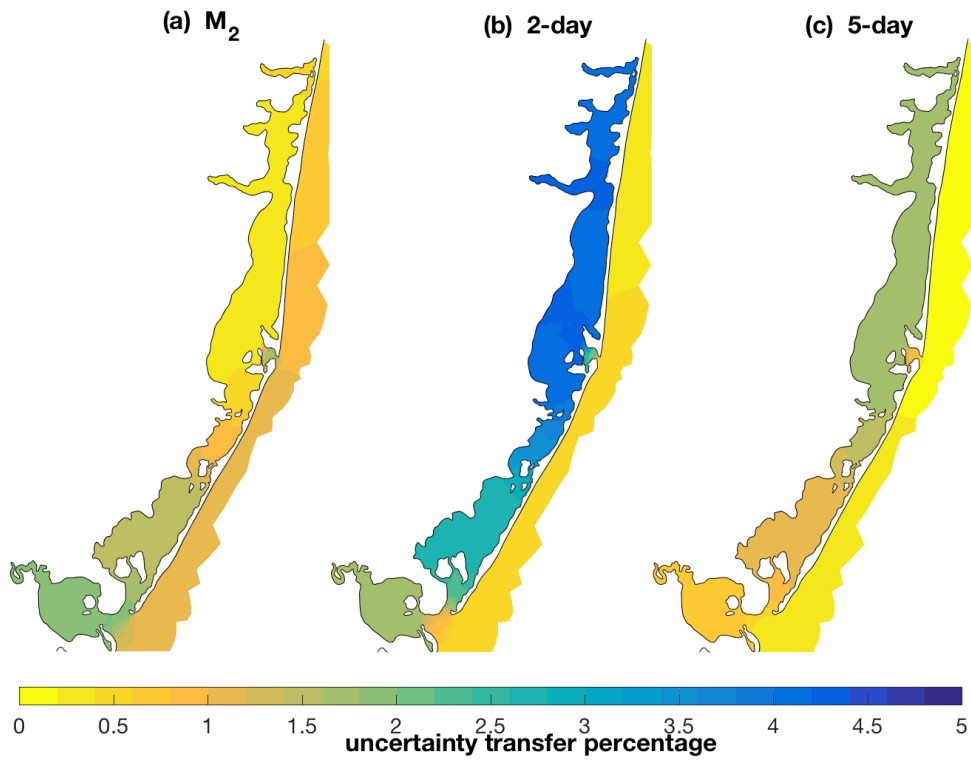 (a) M₂
(b) 2-day
(c) 5-day
0 0.5 1 1.5 2 2.5 3 3.5 4 4.5 5
uncertainty transfer percentage